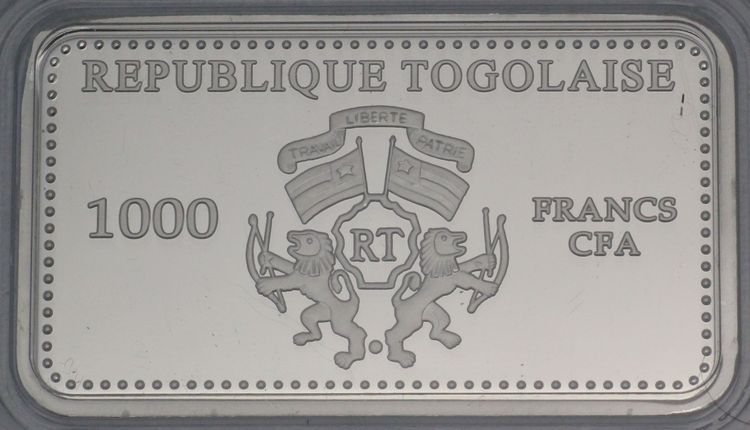 REPUBLIQUE TOGOLAISE
TRAVAIL LIBERTE PATRIE
1000
RT
FRANCS
CFA